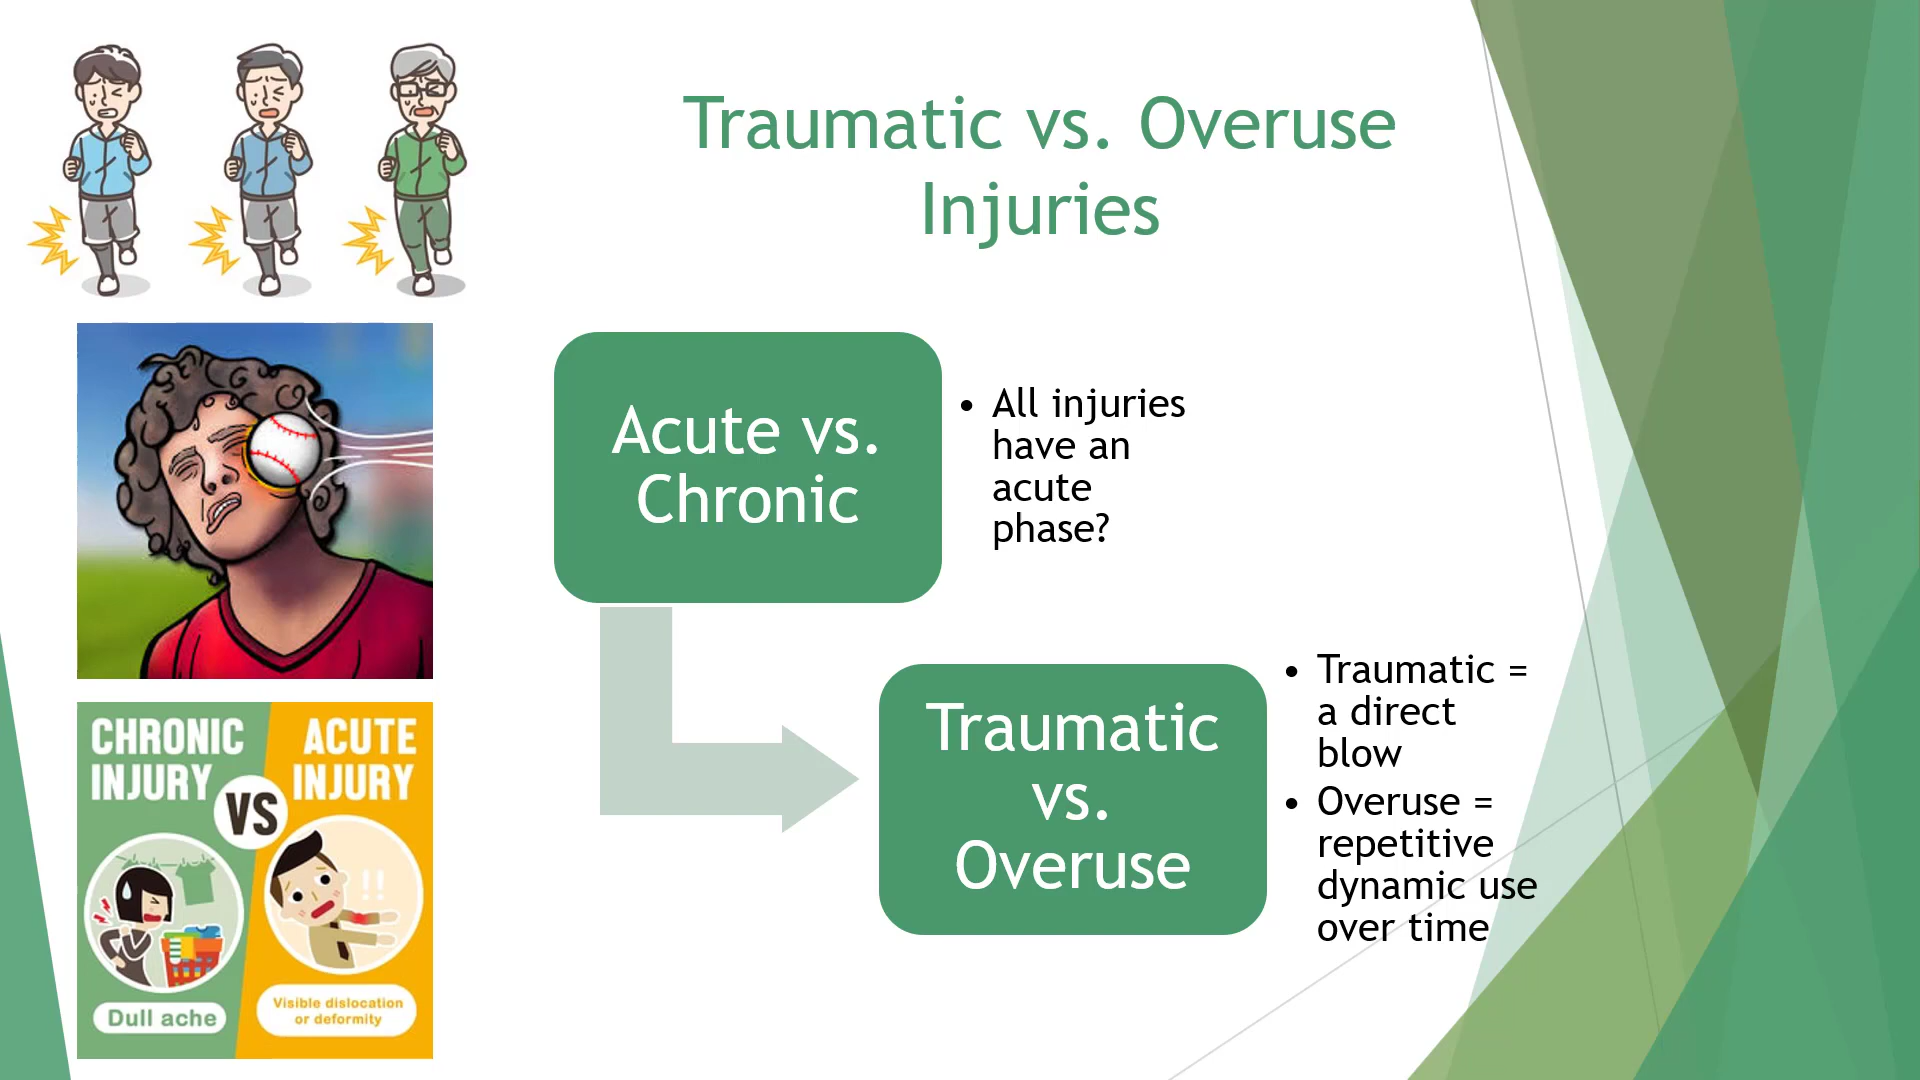 Traumatic vs. Overuse
Injuries
Acute vs.
Chronic
• All injuries
have an
acute
phase?
Traumatic
vs.
Overuse
• Traumatic =
a direct
blow
• Overuse =
repetitive
dynamic use
over time
CHRONIC
INJURY
VS
ACUTE
INJURY
!!
Dull ache
Visible dislocation
or deformity